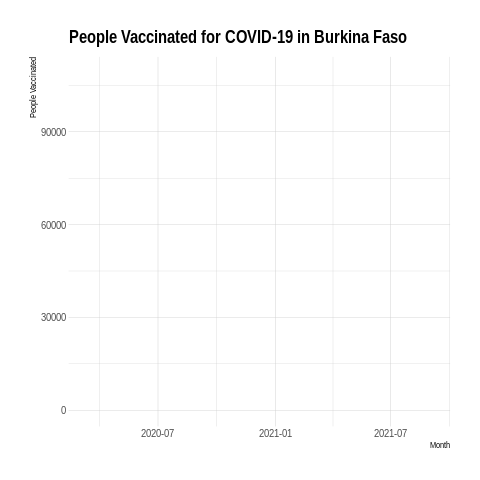 People Vaccinated for COVID-19 in Burkina Faso
People Vaccinated
90000
60000
30000
0
2020-07 2021-01 2021-07
Month